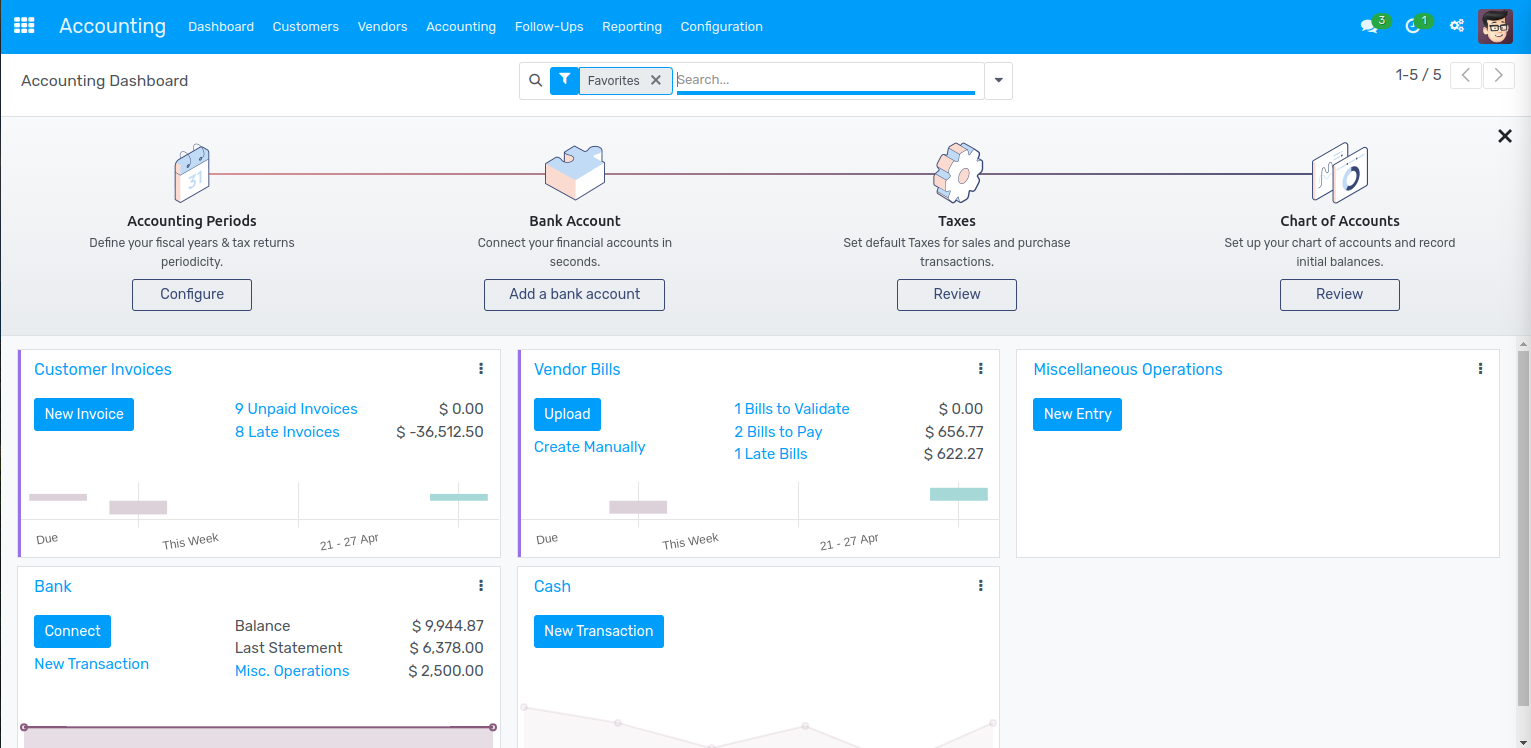 Accounting Dashboard Customers Vendors Accounting Follow-Ups Reporting Configuration 3 1
Accounting Dashboard Favorites Search... 1-5 / 5
31
Accounting Periods Bank Account Taxes Chart of Accounts
Define your fiscal years & tax returns Connect your financial accounts in Set default Taxes for sales and purchase Set up your chart of accounts and record
periodicity. seconds. transactions. initial balances.
Configure Add a bank account Review Review
Customer Invoices
New Invoice
9 Unpaid Invoices $ 0.00
8 Late Invoices $ -36,512.50
Due This Week 21 - 27 Apr
Vendor Bills
Upload
Create Manually
1 Bills to Validate $ 0.00
2 Bills to Pay $ 656.77
1 Late Bills $ 622.27
Due This Week 21 - 27 Apr
Miscellaneous Operations
New Entry
Bank
Connect
New Transaction
Balance $ 9,944.87
Last Statement $ 6,378.00
Misc. Operations $ 2,500.00
Cash
New Transaction